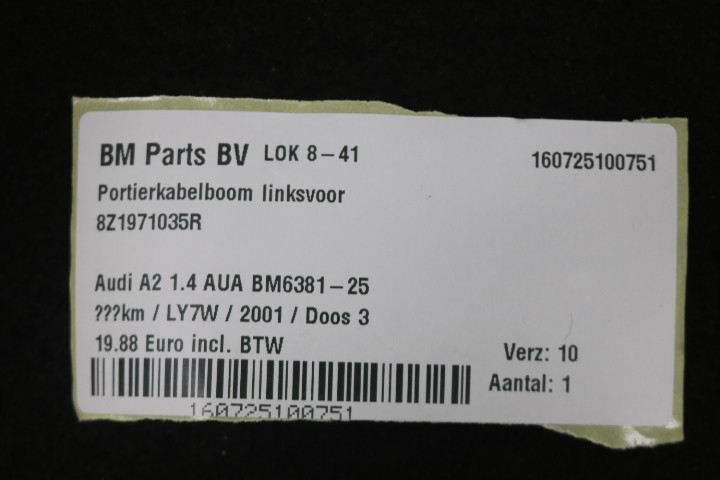 BM Parts BV LOK 8-41 160725100751
Portierkabelboom linksvoor
8Z1971035R
Audi A2 1.4 AUA BM6381-25
???km / LY7W / 2001 / Doos 3
19.88 Euro incl. BTW
Verz: 10
Aantal: 1
160725100751